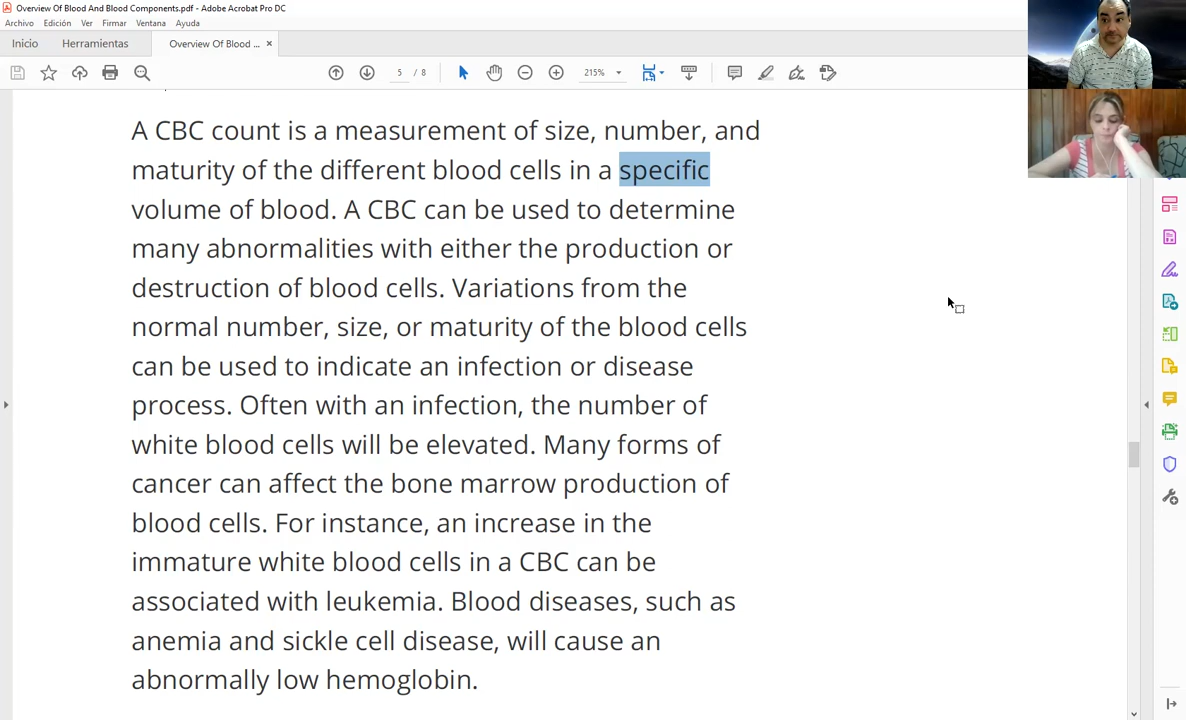 Overview Of Blood And Blood Components.pdf - Adobe Acrobat Pro DC
Archivo Edición Ver Firmar Ventana Ayuda
Inicio Herramientas Overview Of Blood ... ×
5 / 8 215%
A CBC count is a measurement of size, number, and
maturity of the different blood cells in a specific
volume of blood. A CBC can be used to determine
many abnormalities with either the production or
destruction of blood cells. Variations from the
normal number, size, or maturity of the blood cells
can be used to indicate an infection or disease
process. Often with an infection, the number of
white blood cells will be elevated. Many forms of
cancer can affect the bone marrow production of
blood cells. For instance, an increase in the
immature white blood cells in a CBC can be
associated with leukemia. Blood diseases, such as
anemia and sickle cell disease, will cause an
abnormally low hemoglobin.